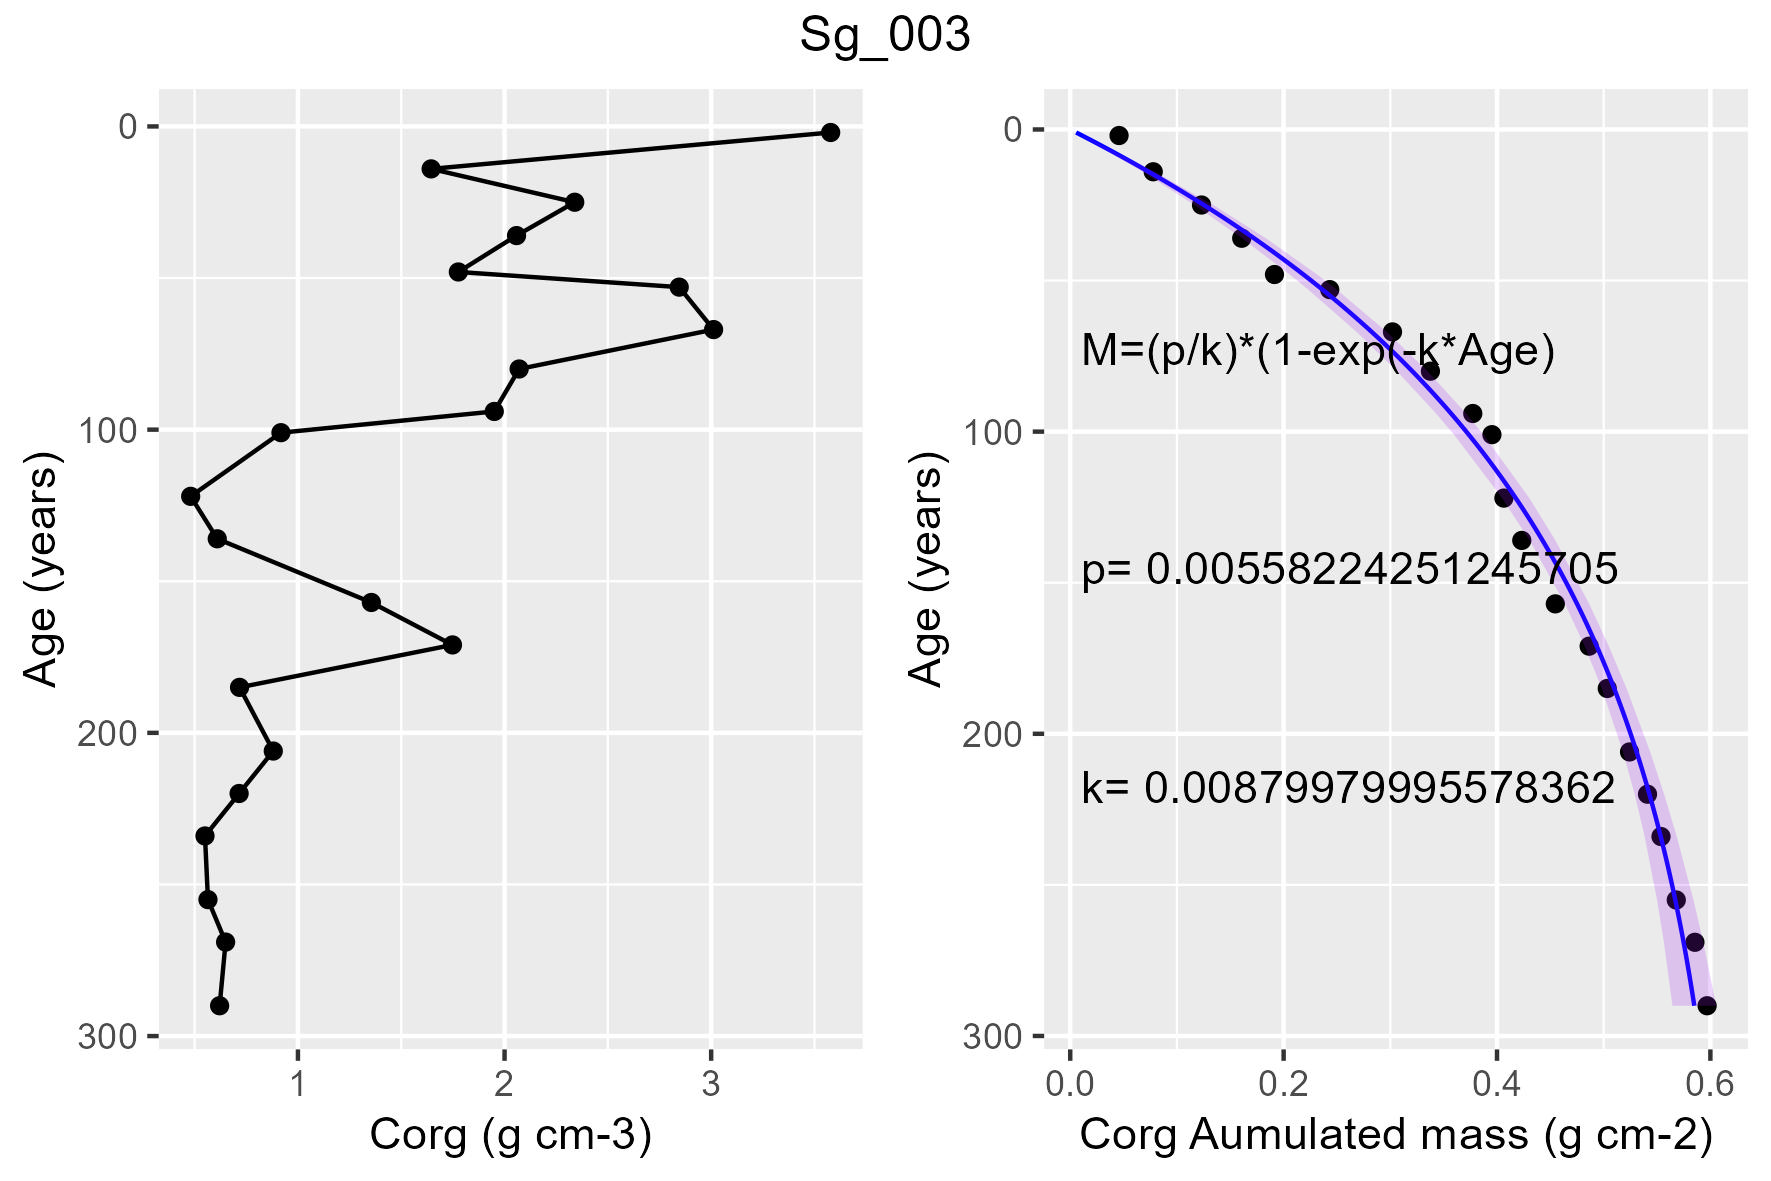 Sg_003
0
100
200
300
Age (years)
1 2 3
Corg (g cm-3)
0
100
200
300
Age (years)
M=(p/k)*(1-exp(-k*Age)
p= 0.00558224251245705
k= 0.00879979995578362
0.0 0.2 0.4 0.6
Corg Aumulated mass (g cm-2)